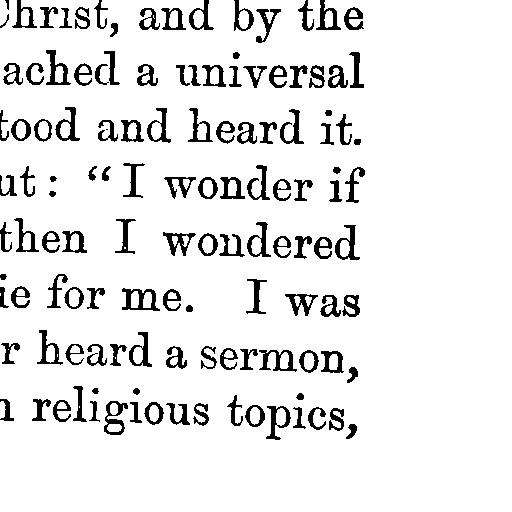 Christ, and by the
ached a universal
tood and heard it.
ut: “I wonder if
then I wondered
ie for me. I was
r heard a sermon,
religious topics,